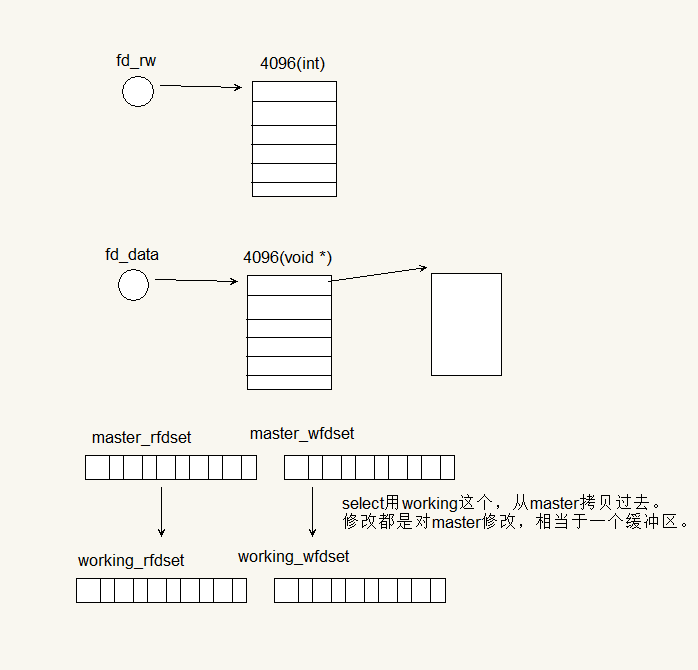 fd_rw
4096(int)
fd_data
4096(void *)
master_rfdset
master_wfdset
select用working这个，从master拷贝过去。
修改都是对master修改，相当于一个缓冲区。
working_rfdset
working_wfdset